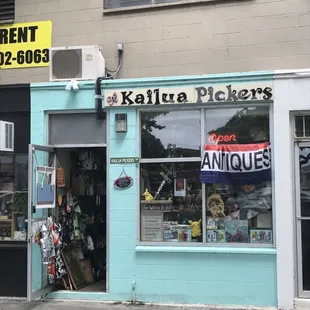 RENT
02-6063
Kailua Pickers
Open
ANTIQUES
KAILUA PICKERS